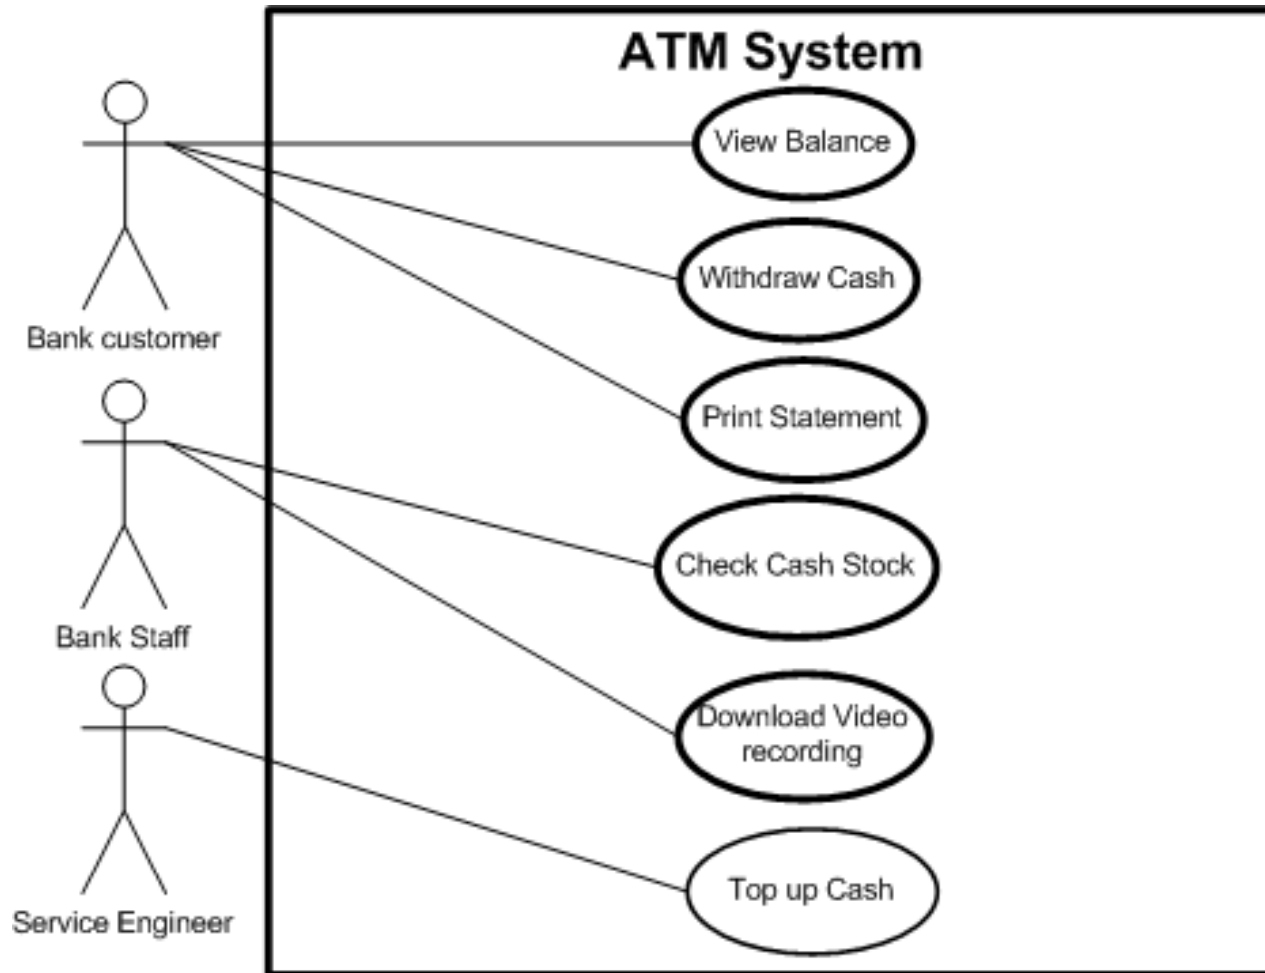 ATM System
View Balance
Withdraw Cash
Bank customer
Print Statement
Check Cash Stock
Bank Staff
Download Video
recording
Top up Cash
Service Engineer